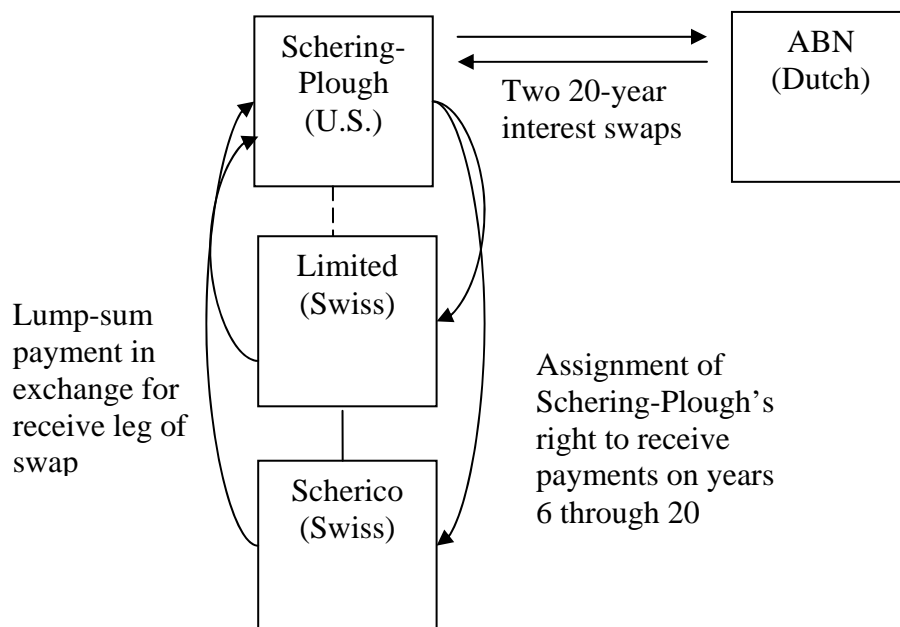 Schering-
Plough
(U.S.)
ABN
(Dutch)
Two 20-year
interest swaps
Limited
(Swiss)
Lump-sum
payment in
exchange for
receive leg of
swap
Assignment of
Schering-Plough’s
right to receive
payments on years
6 through 20
Scherico
(Swiss)